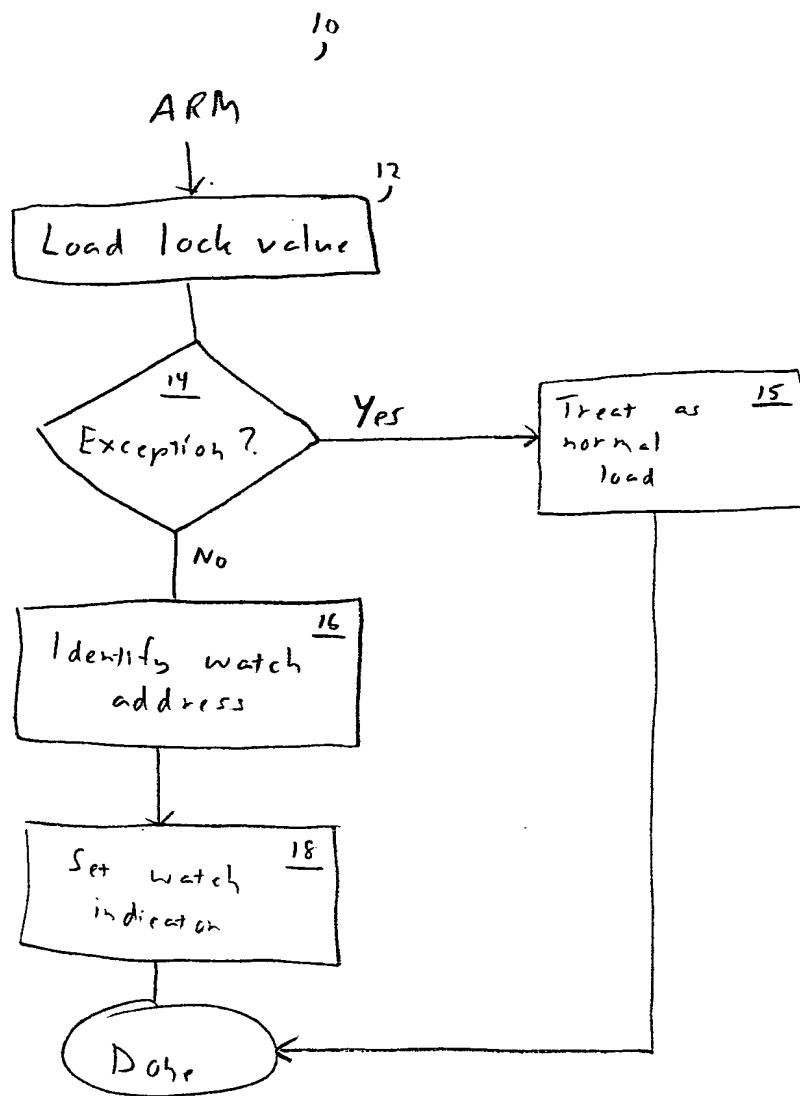 10
ARM
12
Load lock value
14
Exception?
Yes
15
Treat as
normal
load
No
16
Identify watch
address
18
Set watch
indicator
Done